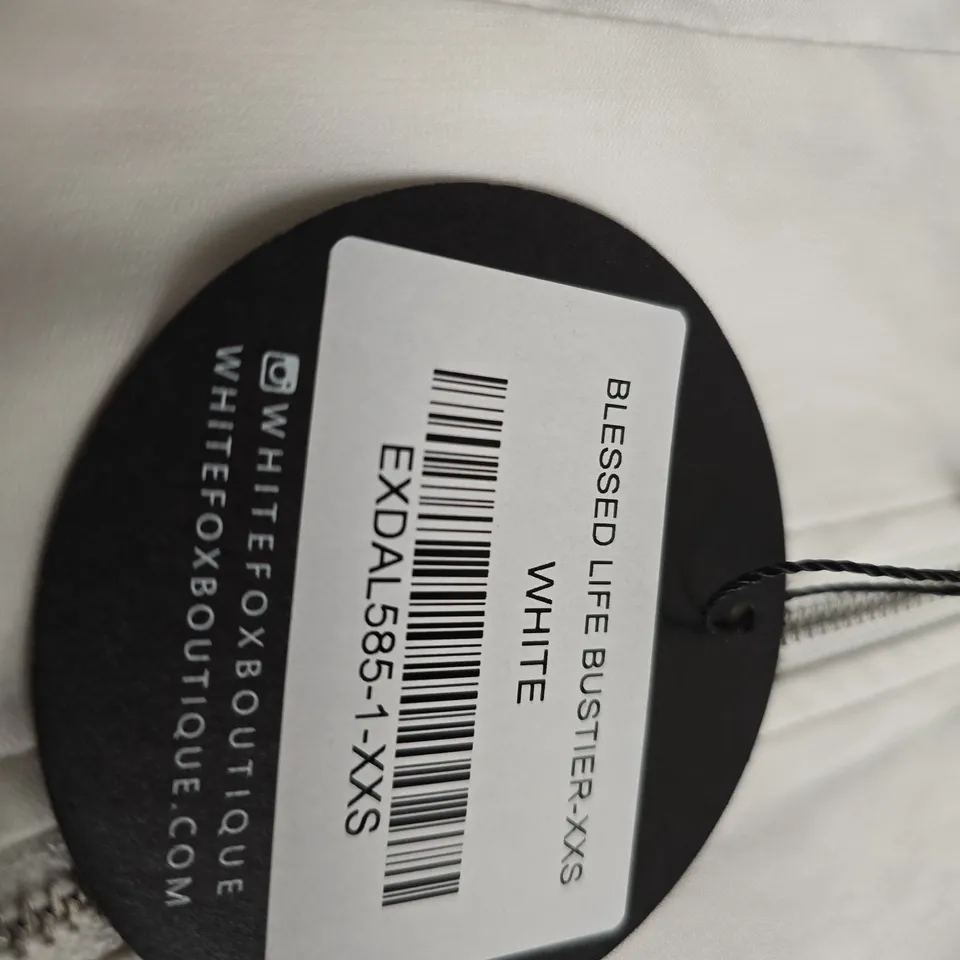 BLESSED LIFE BUSTIER-XXS
WHITE
EXDAL585-1-XXS
WHITEFOXBOUTIQUE
WHITEFOXBOUTIQUE.COM